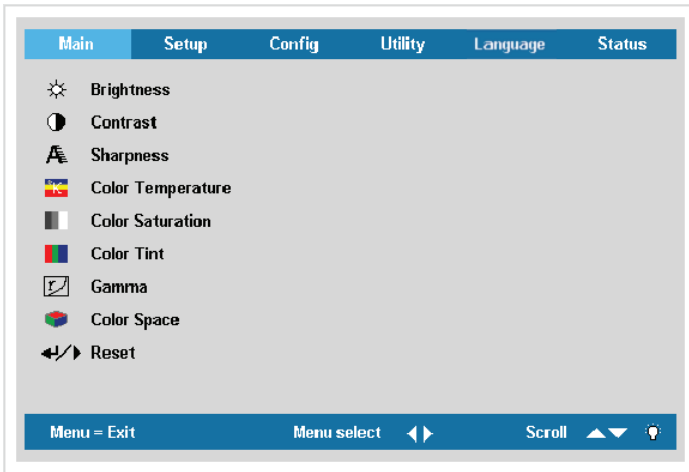 Main Setup Config Utility Language Status
Brightness
Contrast
Sharpness
Color Temperature
Color Saturation
Color Tint
Gamma
Color Space
Reset
Menu = Exit Menu select Scroll